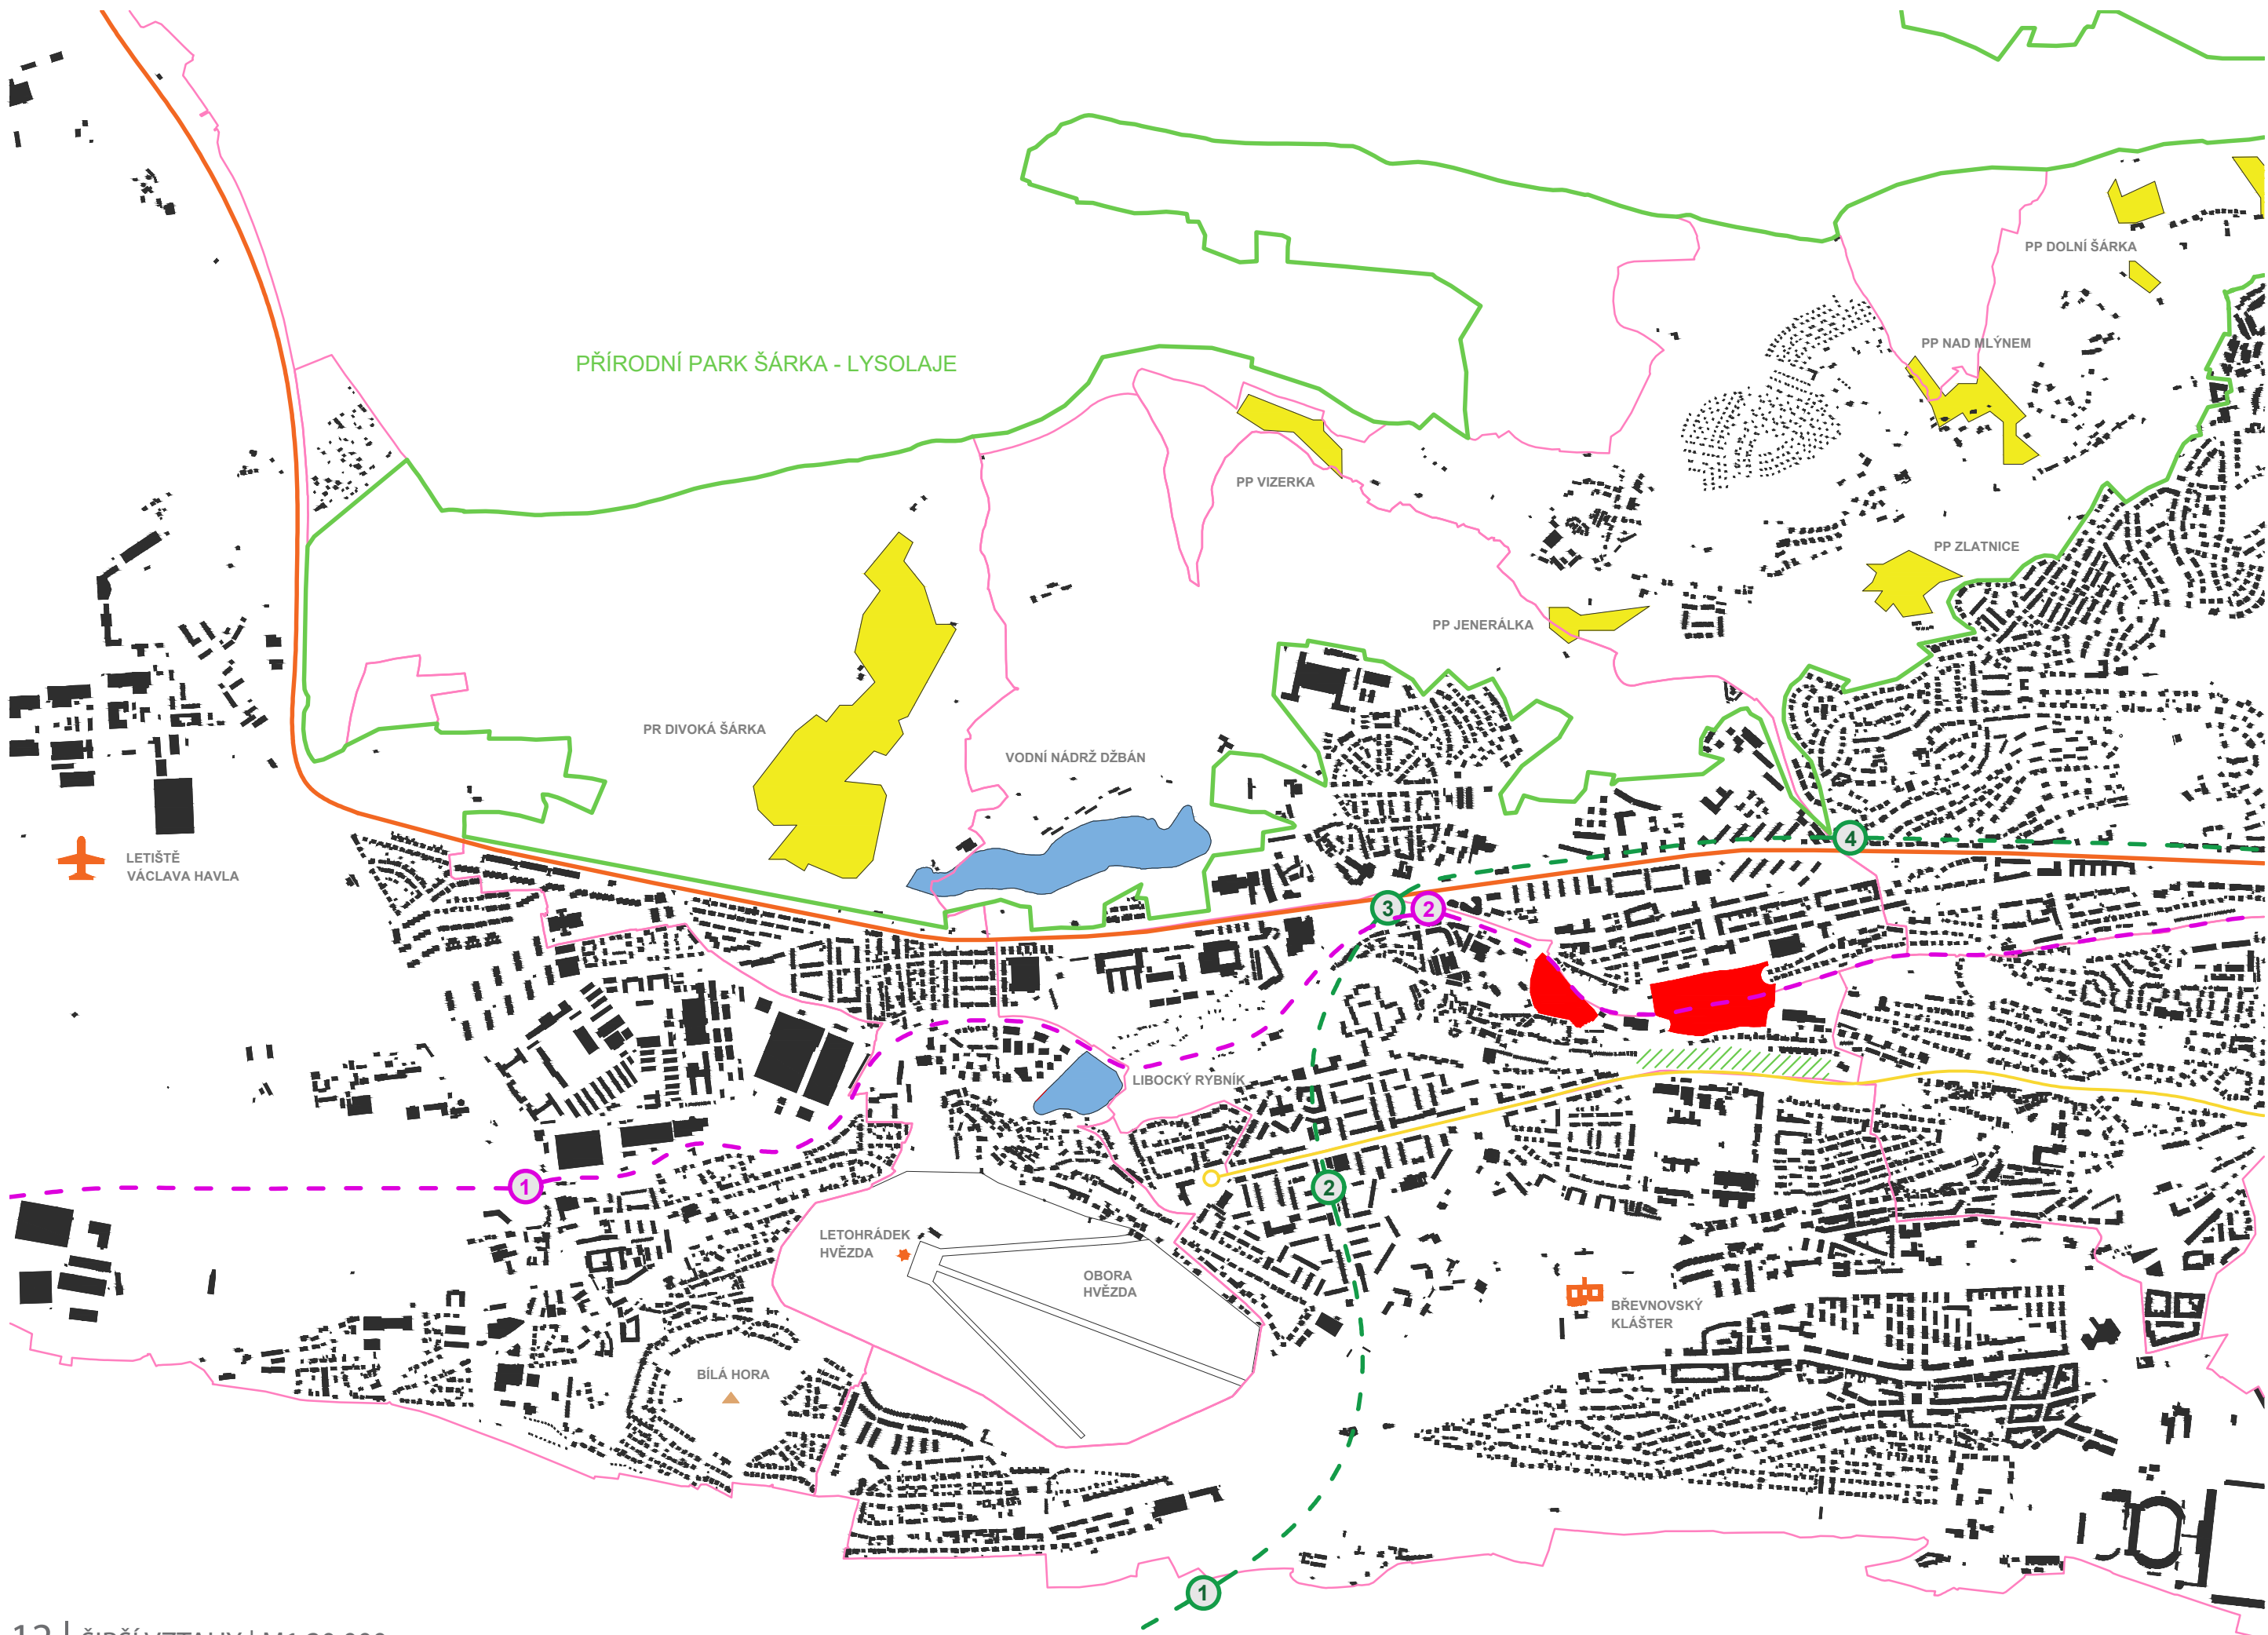 PP DOLNÍ ŠÁRKA
PP NAD MLÝNEM
PŘÍRODNÍ PARK ŠÁRKA - LYSOLAJE
PP VIZERKA
PP ZLATNICE
PP JENERÁLKA
PR DIVOKÁ ŠÁRKA
VODNÍ NÁDRŽ DŽBÁN
4
LETIŠTĚ
VÁCLAVA HAVLA
3
2
LIBOCKÝ RYBNÍK
1
2
LETOHRÁDEK
HVĚZDA
OBORA
HVĚZDA
BŘEVNOVSKÝ
KLÁŠTER
BÍLÁ HORA
1